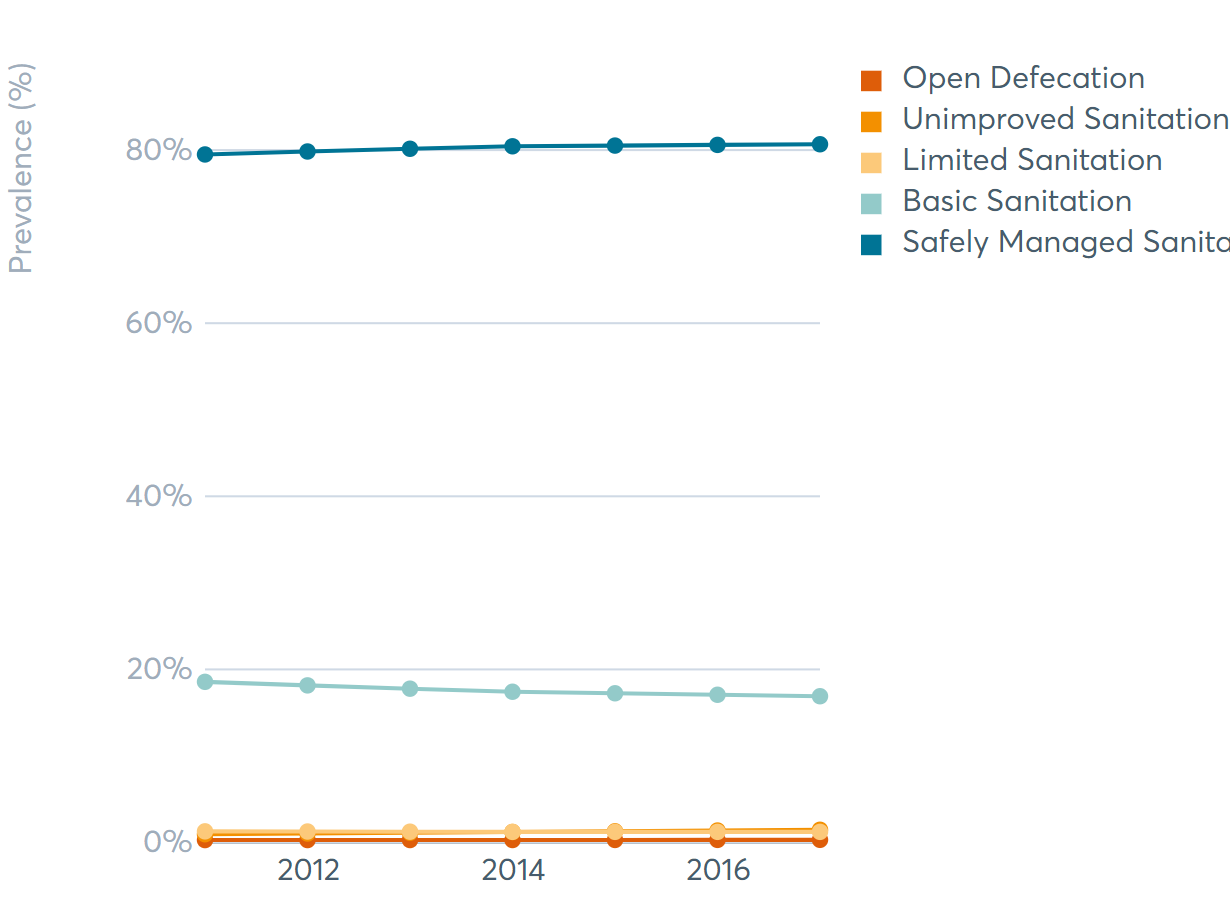 Prevalence (%)
80%
60%
40%
20%
0%
2012
2014
2016
Open Defecation
Unimproved Sanitation
Limited Sanitation
Basic Sanitation
Safely Managed Sanita